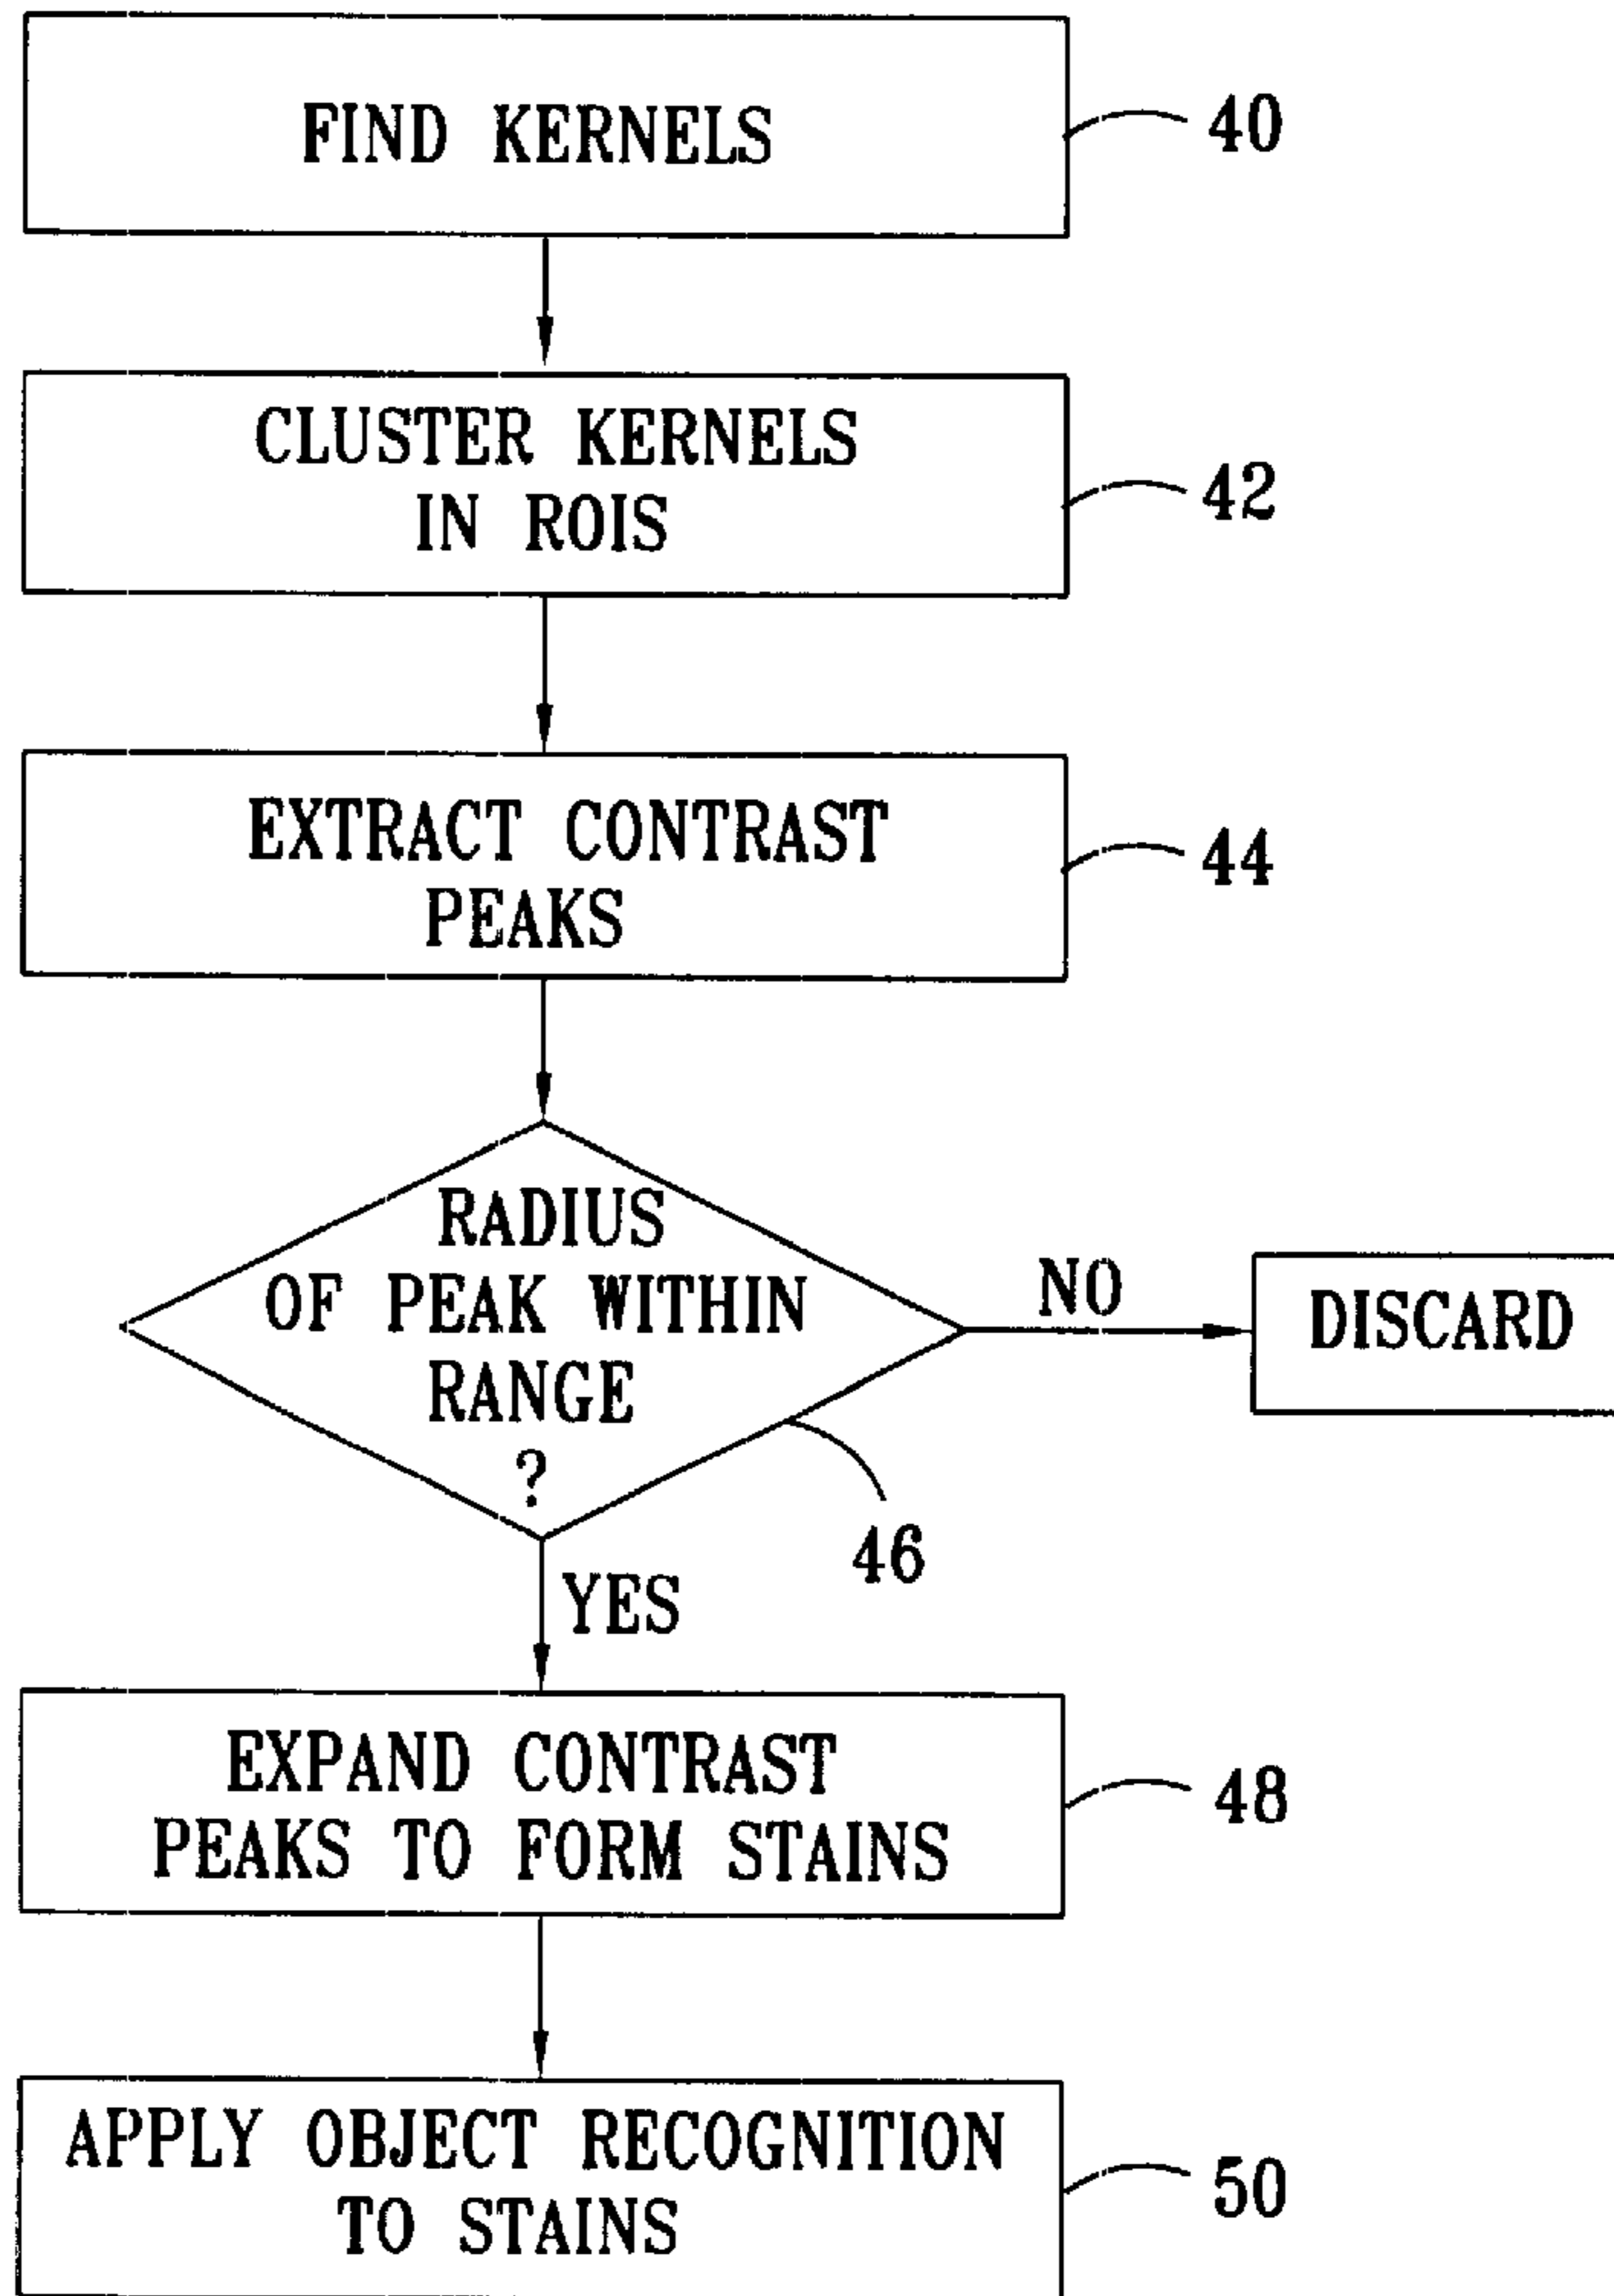 FIND KERNELS
40
CLUSTER KERNELS
IN ROIS
42
EXTRACT CONTRAST
PEAKS
44
RADIUS
OF PEAK WITHIN
RANGE
?
46
NO
DISCARD
YES
EXPAND CONTRAST
PEAKS TO FORM STAINS
48
APPLY OBJECT RECOGNITION
TO STAINS
50